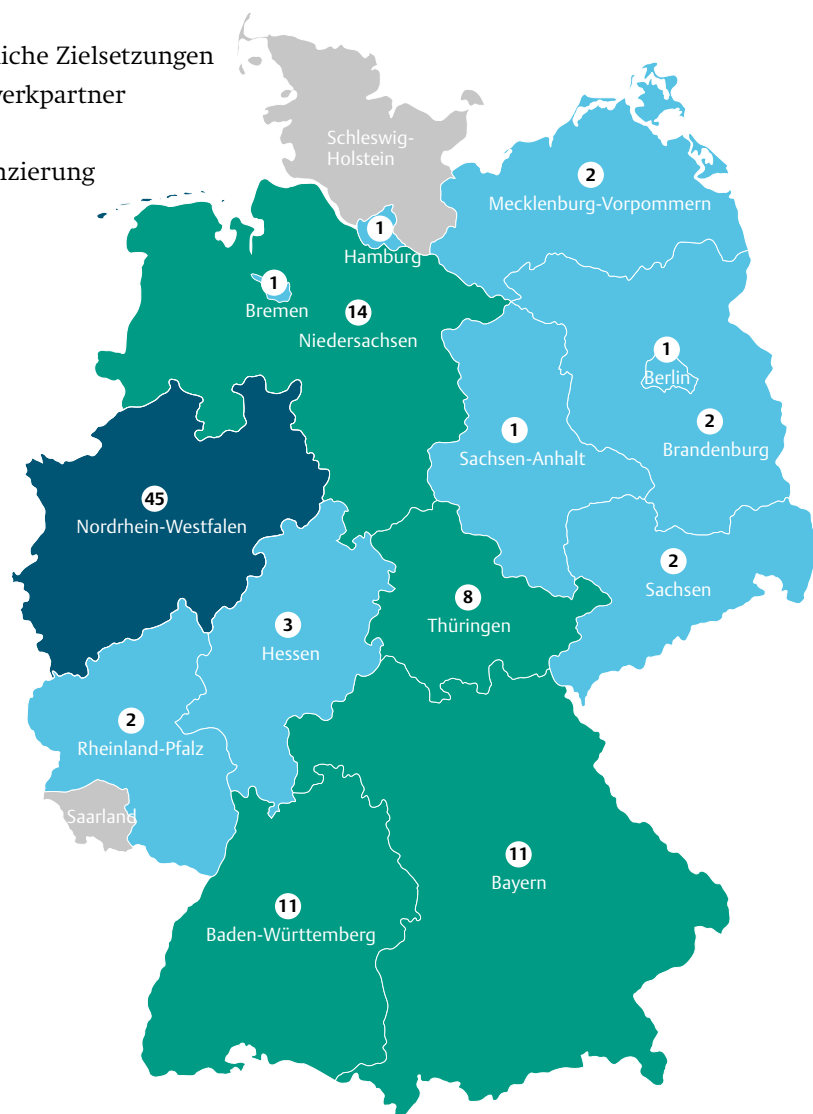 liche Zielsetzungen
erkpartner
nzierung
Schleswig-
Holstein
2
Mecklenburg-Vorpommern
1
Hamburg
1
Bremen
14
Niedersachsen
1
Berlin
2
Brandenburg
1
Sachsen-Anhalt
45
Nordrhein-Westfalen
2
Sachsen
8
Thüringen
3
Hessen
2
Rheinland-Pfalz
Saarland
11
Bayern
11
Baden-Württemberg